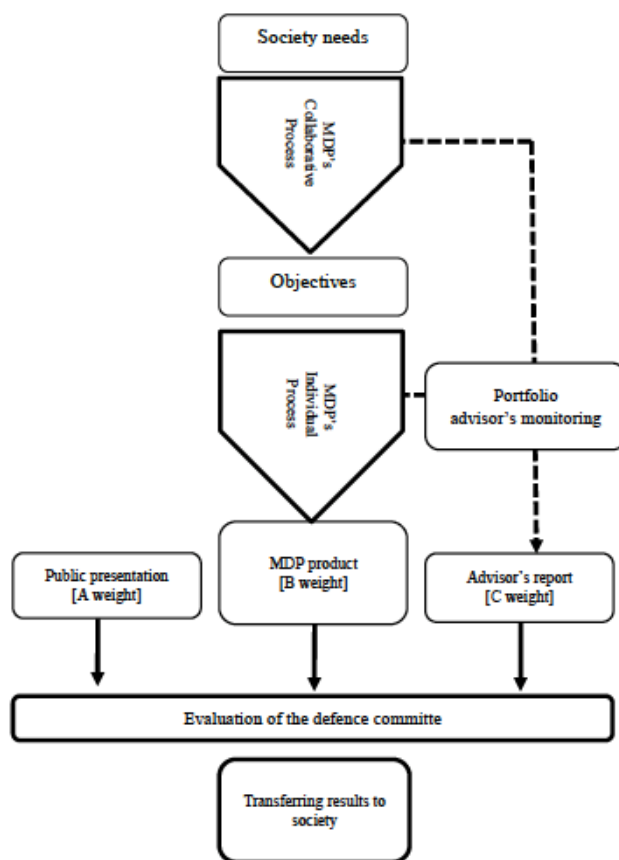 Society needs
MDP's
Collaborative
Process
Objectives
MDP's
Individual
Process
Portfolio
advisor's monitoring
Public presentation
[A weight]
MDP product
[B weight]
Advisor's report
[C weight]
Evaluation of the defence committe
Transferring results to
society